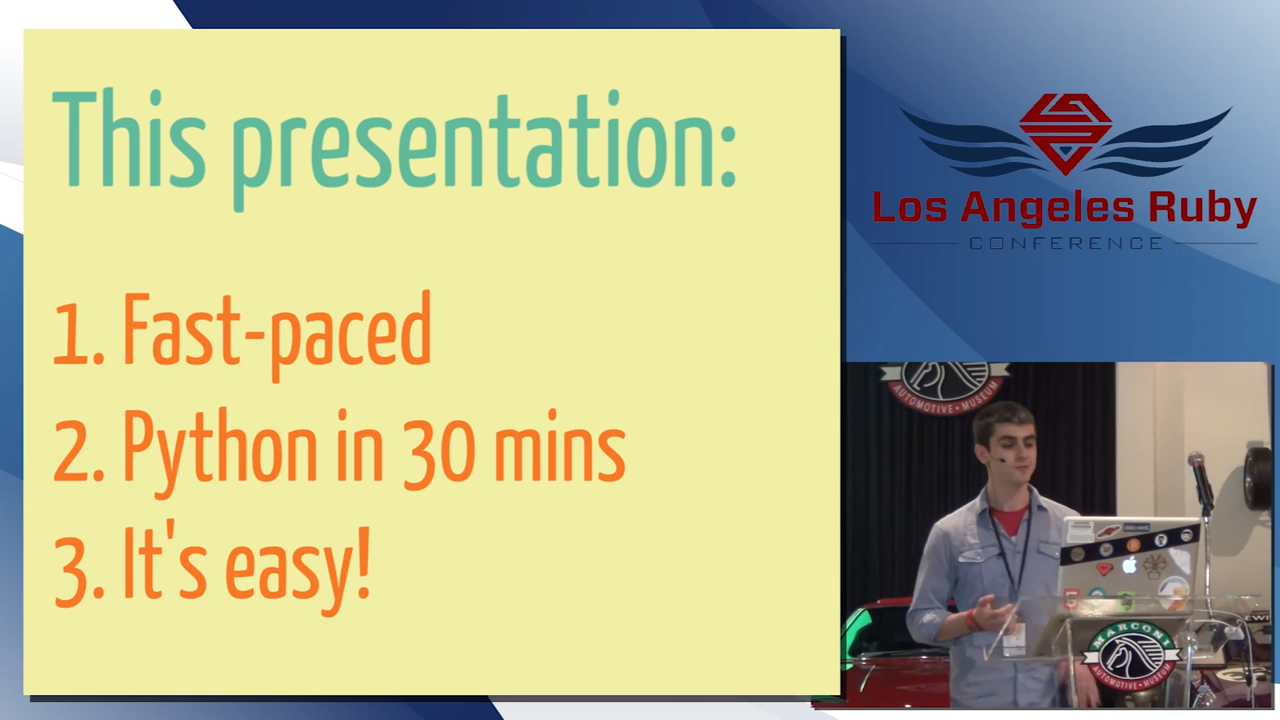 This presentation:
1. Fast-paced
2. Python in 30 mins
3. It's easy!
Los Angeles Ruby
CONFERENCE
AUTOMOTIVE • MUSEUM
MARCONI
AUTOMOTIVE • MUSEUM